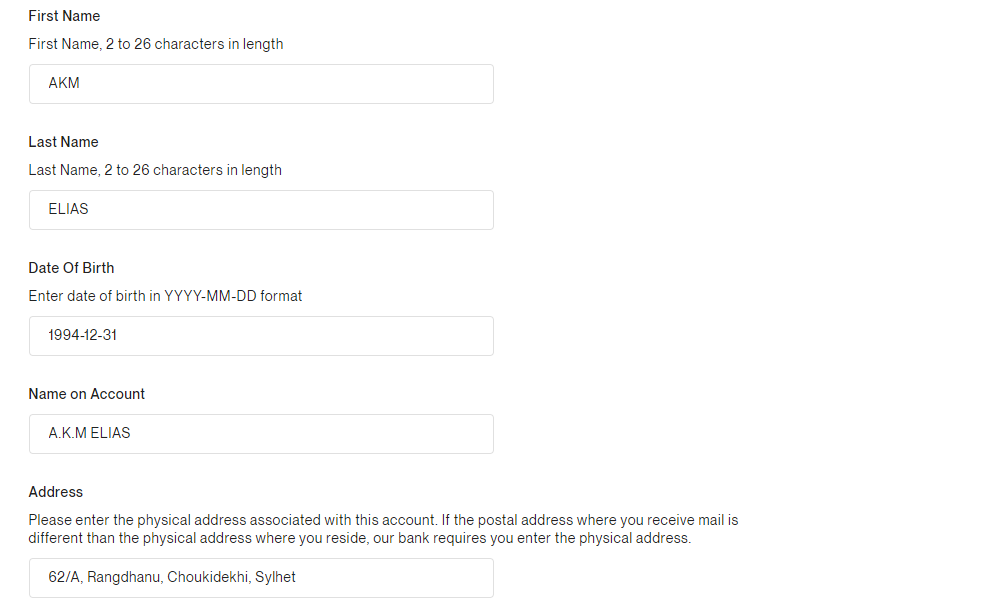 First Name
First Name, 2 to 26 characters in length
AKM
Last Name
Last Name, 2 to 26 characters in length
ELIAS
Date Of Birth
Enter date of birth in YYYY-MM-DD format
1994-12-31
Name on Account
A.K.M ELIAS
Address
Please enter the physical address associated with this account. If the postal address where you receive mail is
different than the physical address where you reside, our bank requires you enter the physical address.
62/A, Rangdhanu, Choukidekhi, Sylhet